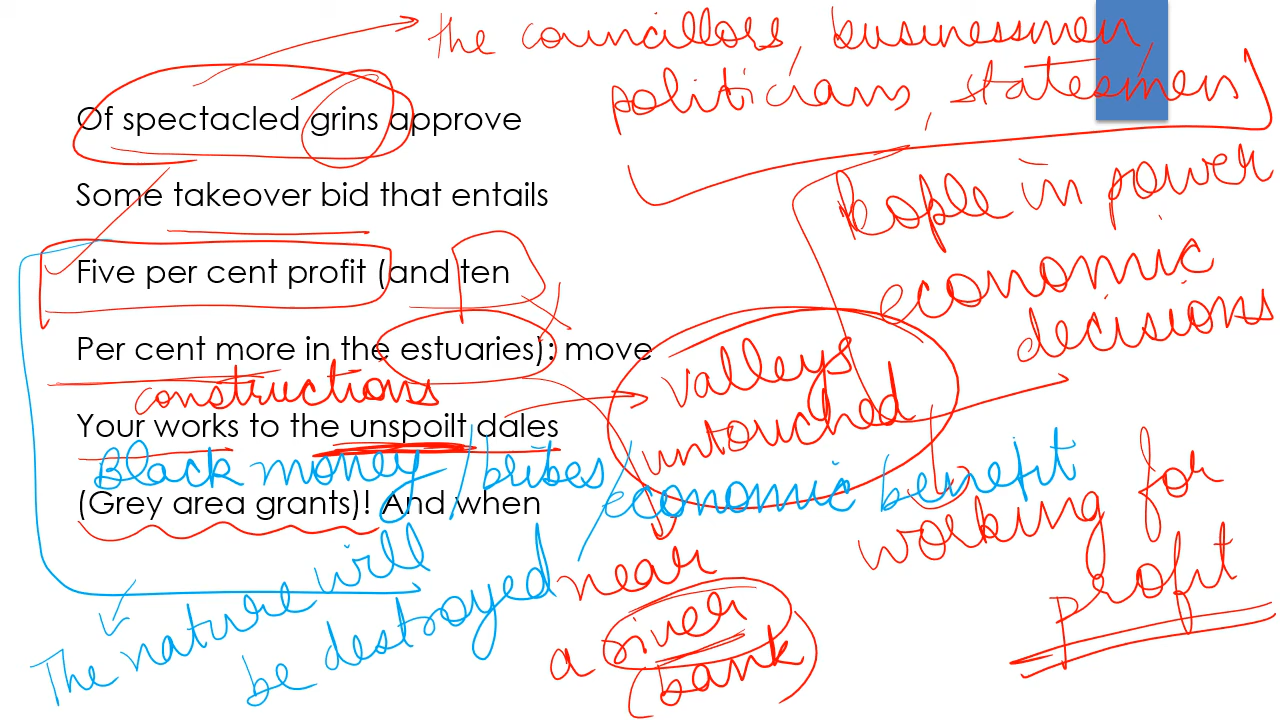 the councillors, businessmen,
politicians, statesmen
Of spectacled grins approve
Some takeover bid that entails
People in power
Five per cent profit (and ten
economic
decisions
Per cent more in the estuaries): move
valleys
untouched
constructions
Your works to the unspoilt dales
Black money / bribes / economic benefit
(Grey area grants)! And when
working for
profit
The nature will
be destroyed
near
a river
(bank)